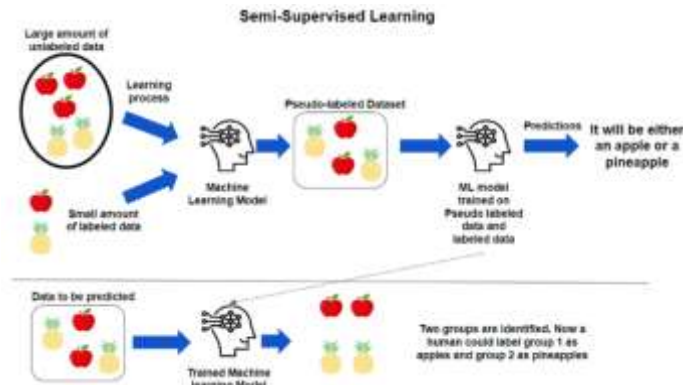 Semi-Supervised Learning
Large amount of
unlabeled data
Learning
process
Machine
Learning Model
Pseudo-labeled Dataset
Predictions
It will be either
an apple or a
pineapple
ML model
trained on
Pseudo labeled
data and
labeled data
Small amount
of labeled data
Data to be predicted
Trained Machine
learning Model
Two groups are identified. Now a
human could label group 1 as
apples and group 2 as pineapples